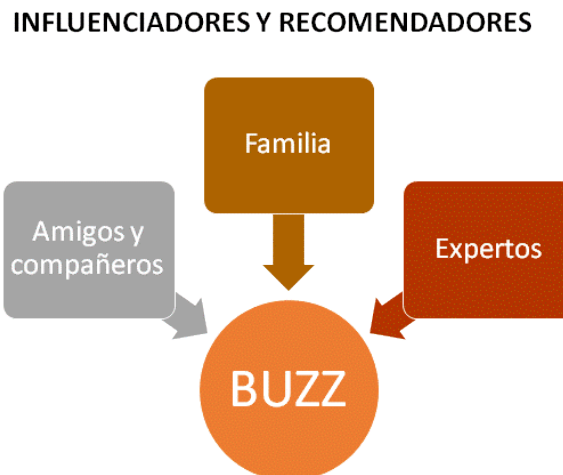 INFLUENCIADORES Y RECOMENDADORES
Familia
Amigos y
compañeros
Expertos
BUZZ